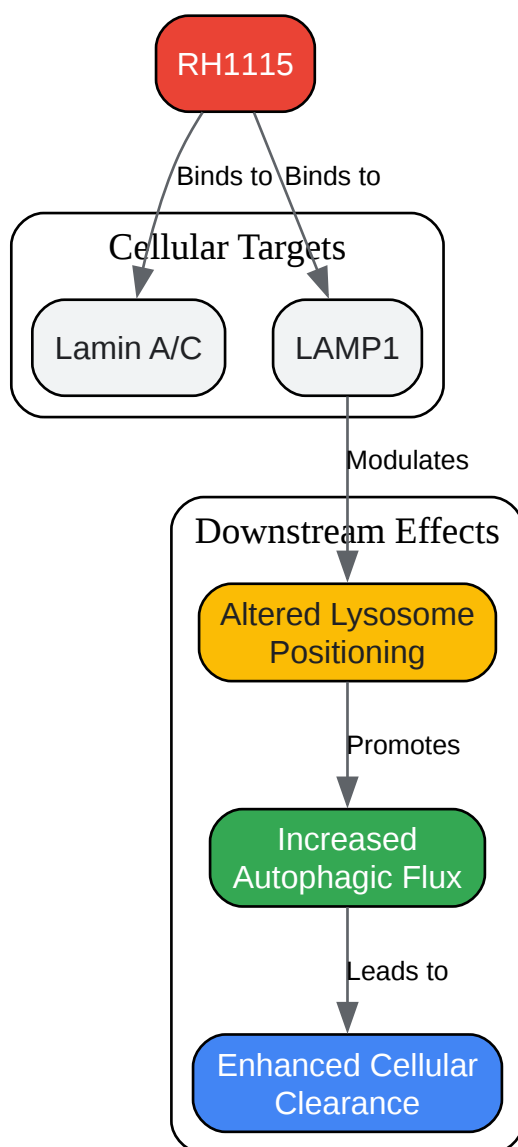 RH1115
Binds to Binds to
Cellular Targets
Lamin A/C LAMP1
Modulates
Downstream Effects
Altered Lysosome
Positioning
Promotes
Increased
Autophagic Flux
Leads to
Enhanced Cellular
Clearance